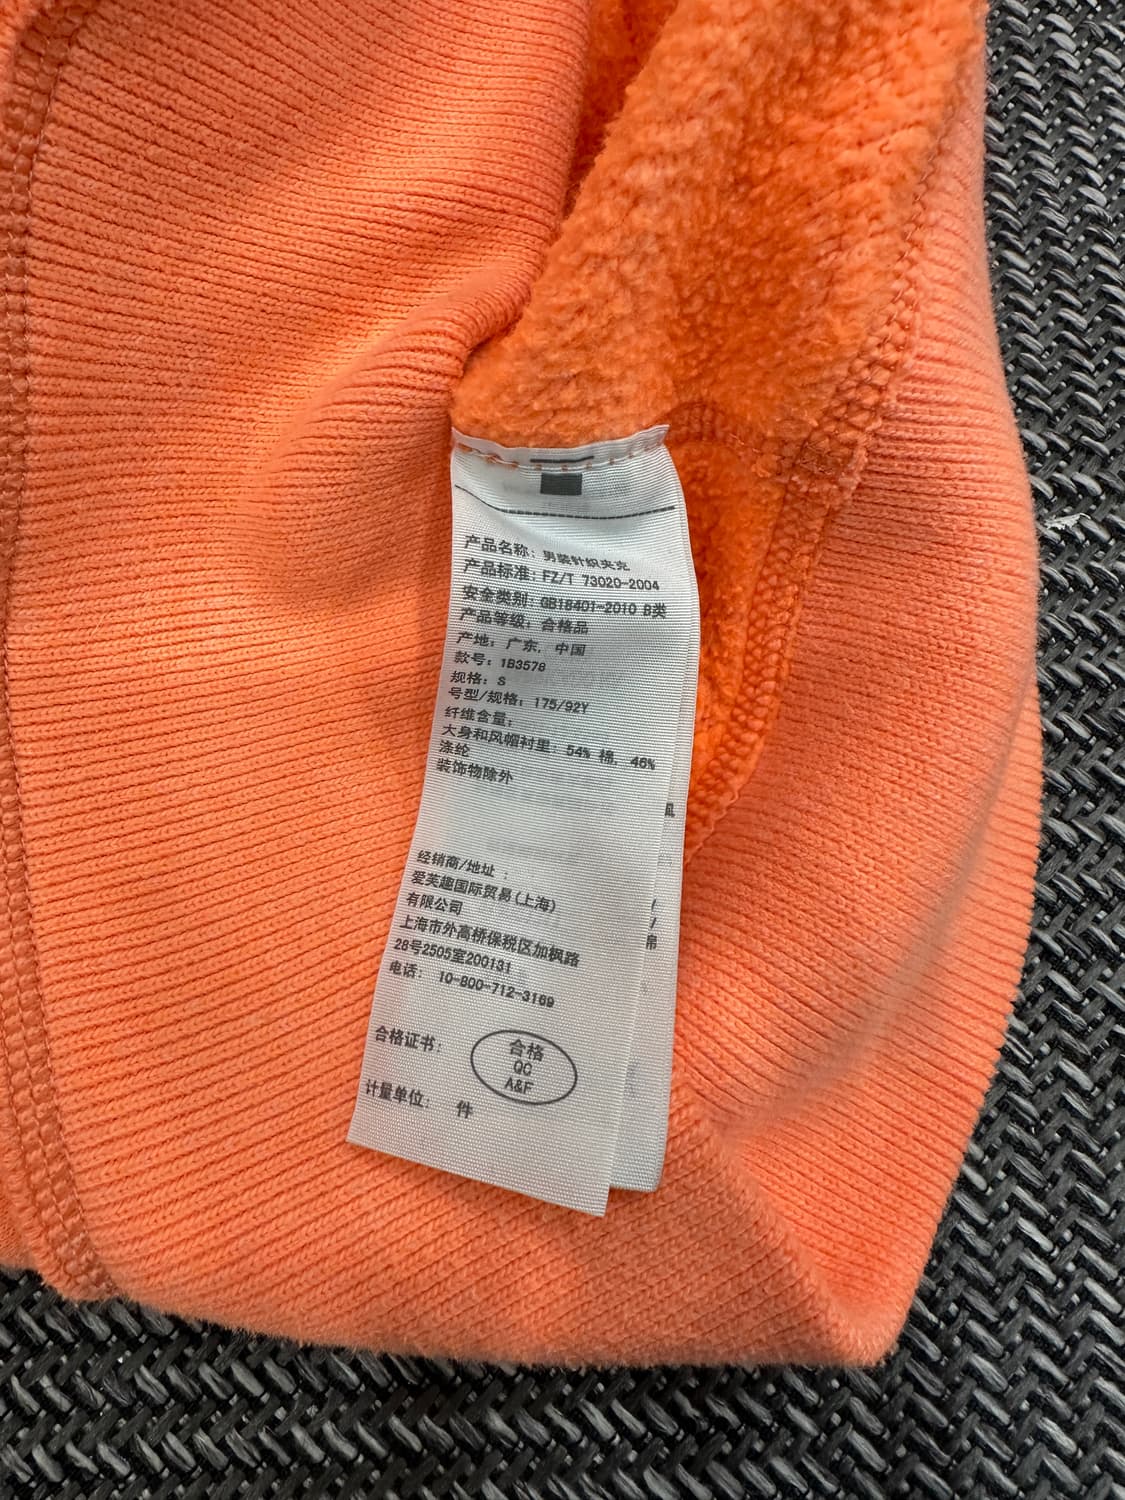 产品名称：男装针织夹克
产品标准：FZ/T 73020-2004
安全类别：GB18401-2010 B类
产品等级：合格品
产地：广东，中国
款号：1B3578
规格：S
号型/规格：175/92Y
纤维含量：
大身和风帽衬里：54% 棉，46%
涤纶
装饰物除外
经销商/地址：
爱芙趣国际贸易(上海)
有限公司
上海市外高桥保税区加枫路
28号2505室200131
电话： 10-800-712-3169
合格证书：
合格
QC
A&F
计量单位： 件